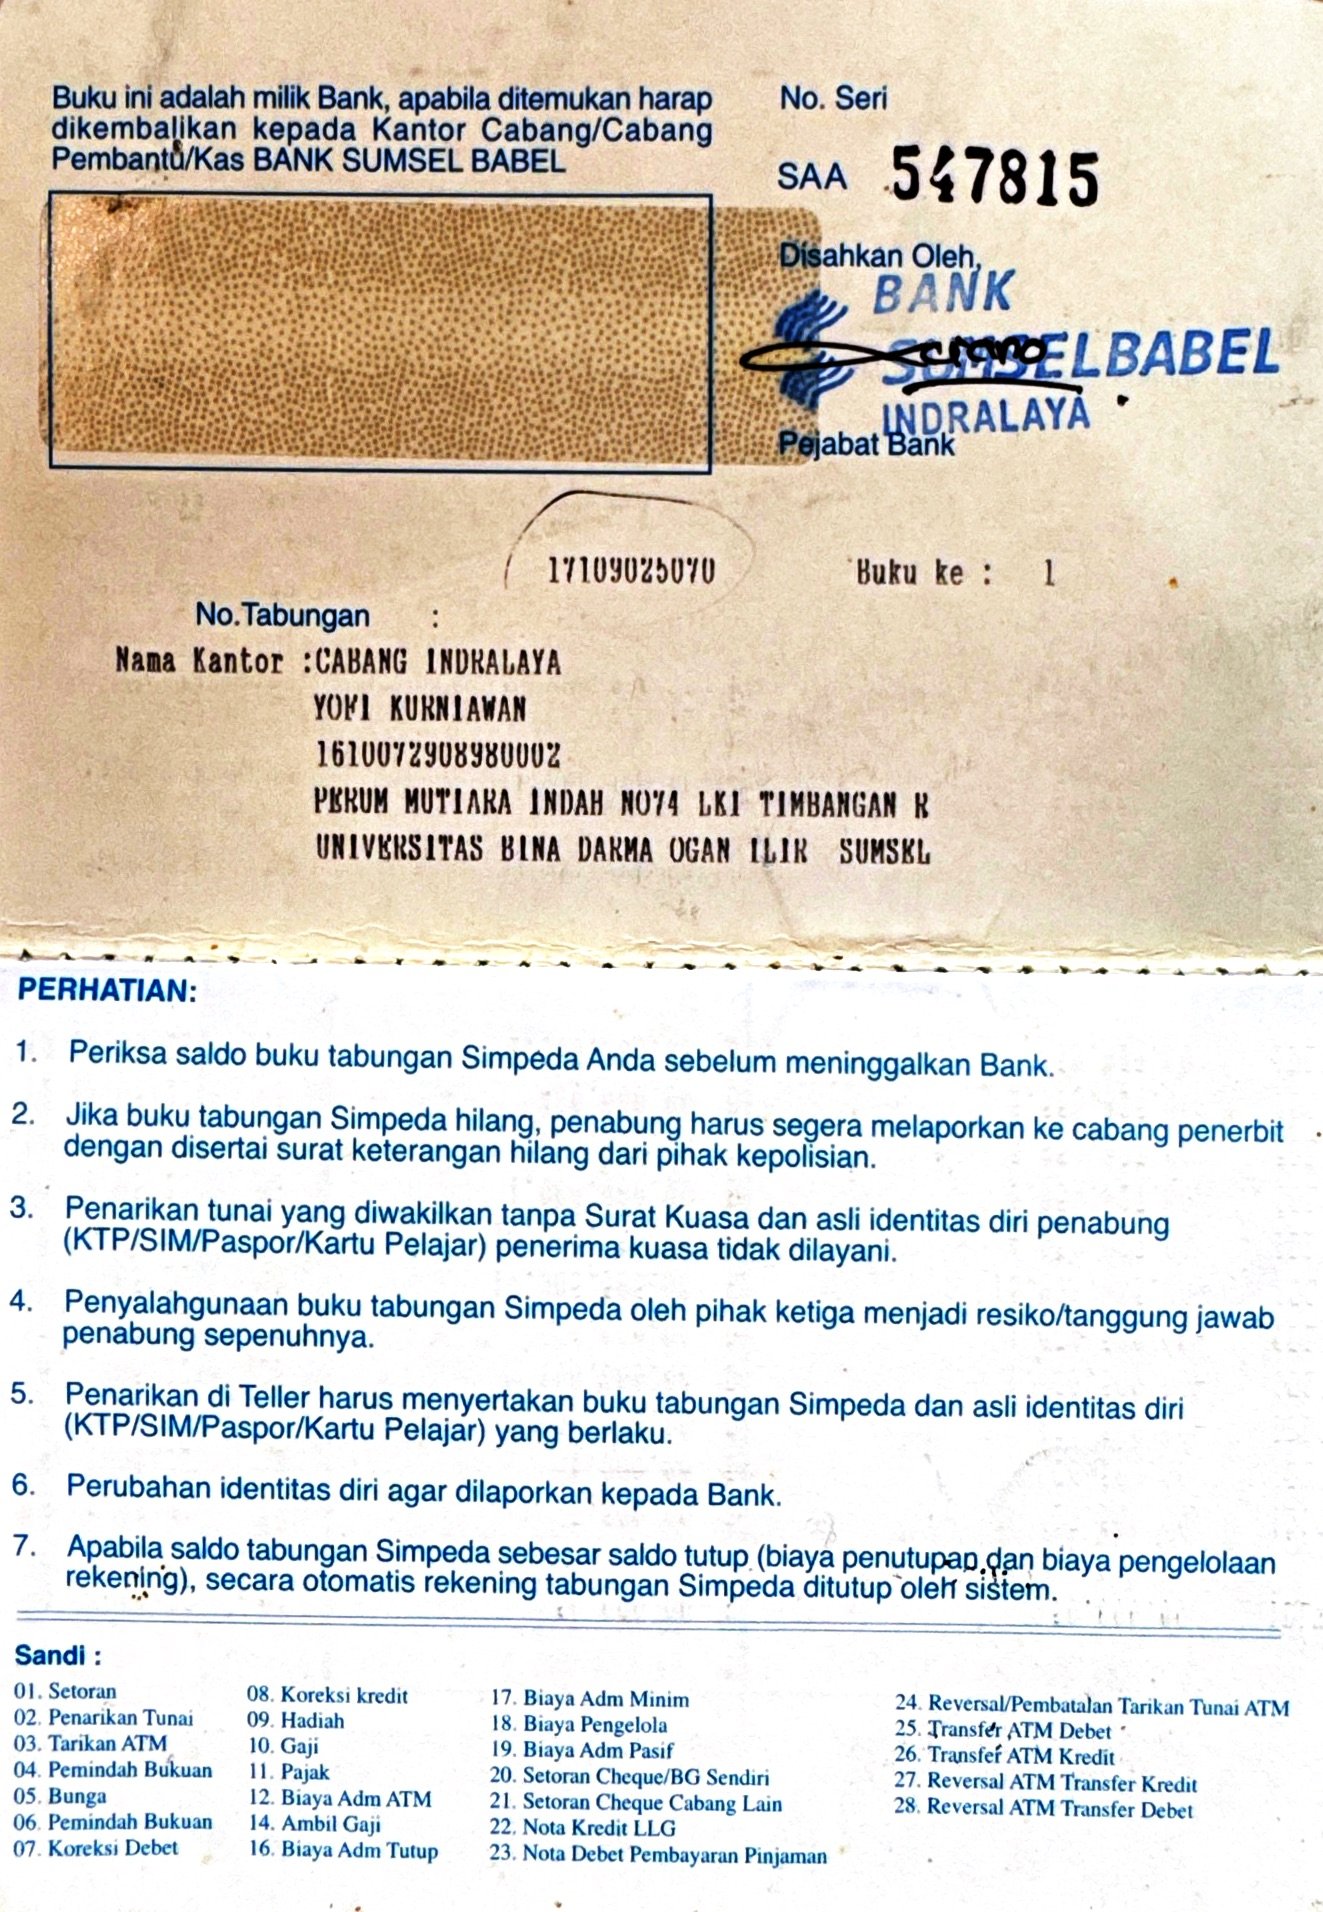 Buku ini adalah milik Bank, apabila ditemukan harap
dikembalikan kepada Kantor Cabang/Cabang
Pembantu/Kas BANK SUMSEL BABEL
No. Seri
SAA 547815
Disahkan Oleh,
BANK
SUMSELBABEL
INDRALAYA
Pejabat Bank
17109025070 Buku ke : 1
No.Tabungan :
Nama Kantor :CABANG INDRALAYA
YOFI KURNIAWAN
1610072908980002
PERUM MUTIARA INDAH NO74 LK1 TIMBANGAN R
UNIVERSITAS BINA DARMA OGAN ILIR SUMSEL
PERHATIAN:
1. Periksa saldo buku tabungan Simpeda Anda sebelum meninggalkan Bank.
2. Jika buku tabungan Simpeda hilang, penabung harus segera melaporkan ke cabang penerbit
dengan disertai surat keterangan hilang dari pihak kepolisian.
3. Penarikan tunai yang diwakilkan tanpa Surat Kuasa dan asli identitas diri penabung
(KTP/SIM/Paspor/Kartu Pelajar) penerima kuasa tidak dilayani.
4. Penyalahgunaan buku tabungan Simpeda oleh pihak ketiga menjadi resiko/tanggung jawab
penabung sepenuhnya.
5. Penarikan di Teller harus menyertakan buku tabungan Simpeda dan asli identitas diri
(KTP/SIM/Paspor/Kartu Pelajar) yang berlaku.
6. Perubahan identitas diri agar dilaporkan kepada Bank.
7. Apabila saldo tabungan Simpeda sebesar saldo tutup (biaya penutupan dan biaya pengelolaan
rekening), secara otomatis rekening tabungan Simpeda ditutup oleh sistem.
Sandi :
01. Setoran
02. Penarikan Tunai
03. Tarikan ATM
04. Pemindah Bukuan
05. Bunga
06. Pemindah Bukuan
07. Koreksi Debet
08. Koreksi kredit
09. Hadiah
10. Gaji
11. Pajak
12. Biaya Adm ATM
14. Ambil Gaji
16. Biaya Adm Tutup
17. Biaya Adm Minim
18. Biaya Pengelola
19. Biaya Adm Pasif
20. Setoran Cheque/BG Sendiri
21. Setoran Cheque Cabang Lain
22. Nota Kredit LLG
23. Nota Debet Pembayaran Pinjaman
24. Reversal/Pembatalan Tarikan Tunai ATM
25. Transfer ATM Debet
26. Transfer ATM Kredit
27. Reversal ATM Transfer Kredit
28. Reversal ATM Transfer Debet